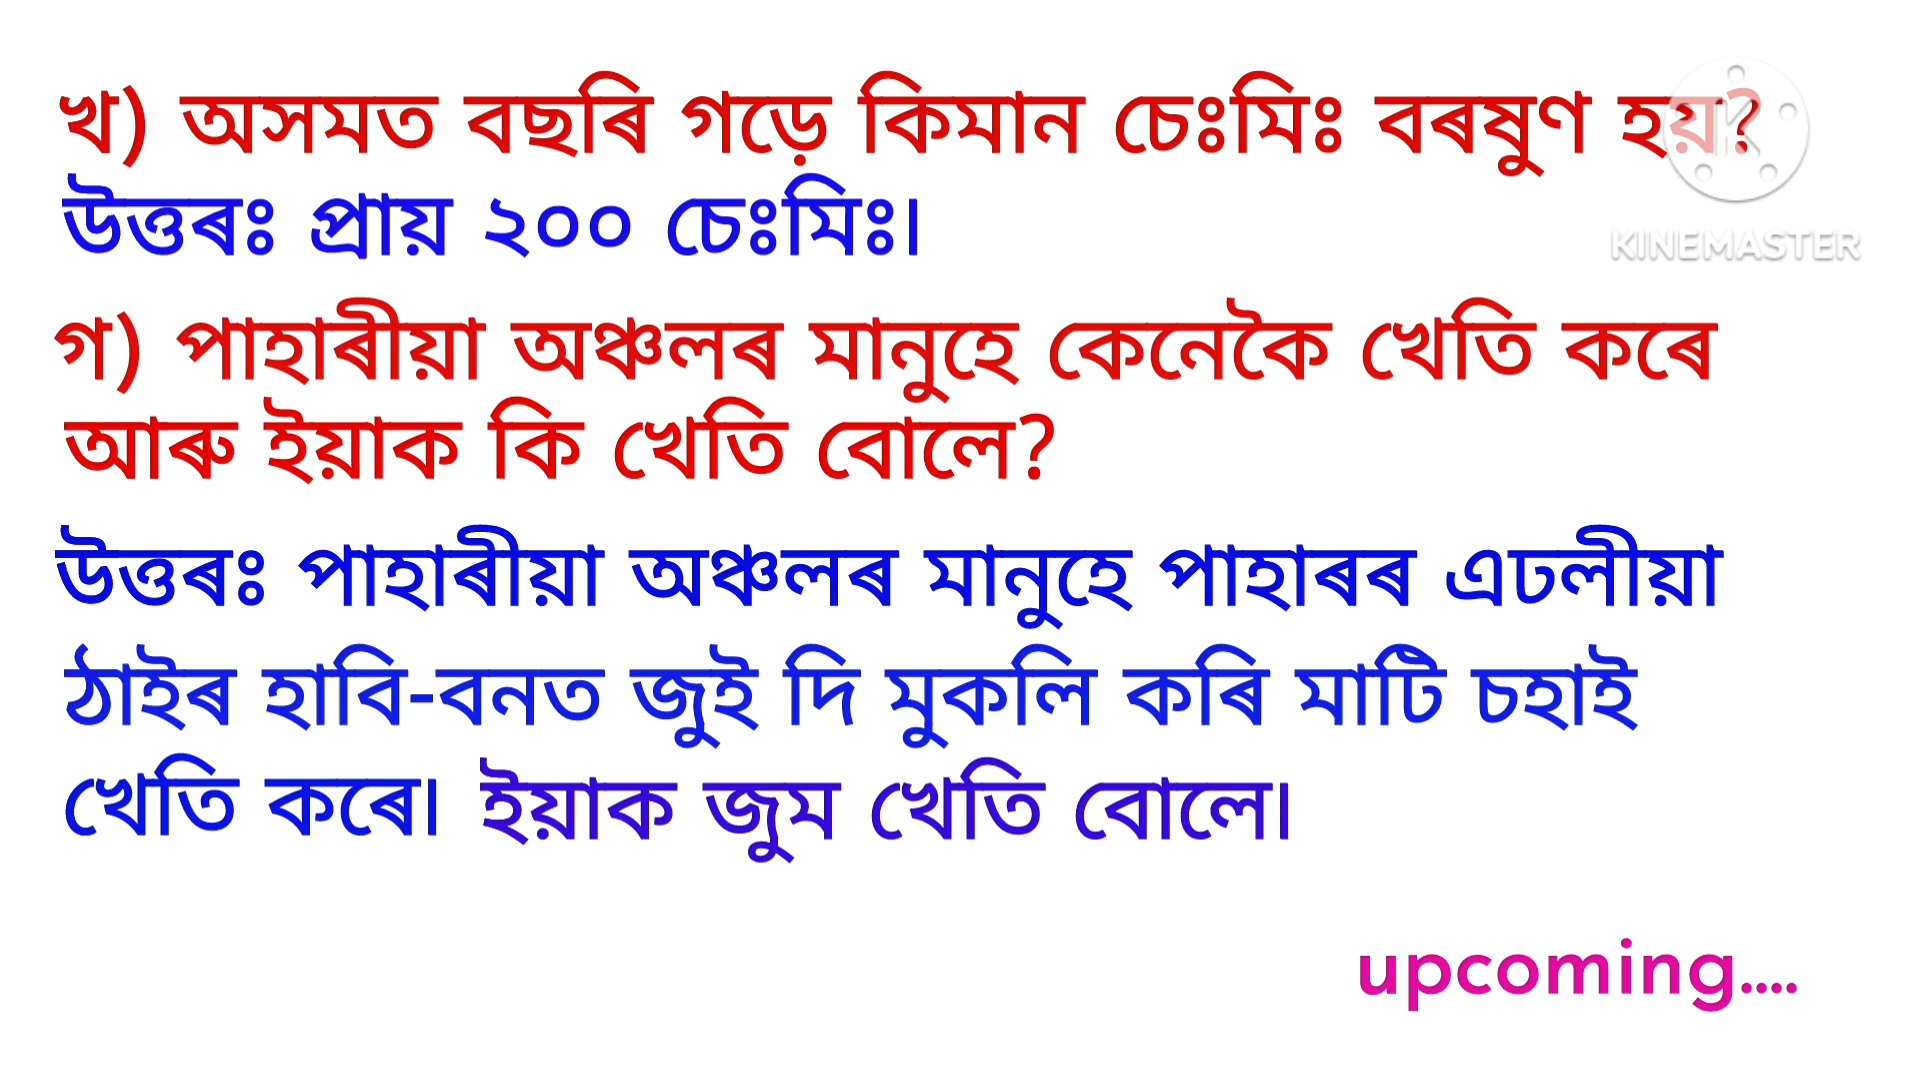 খ) অসমত বছৰি গড়ে কিমান চেঃমিঃ বৰষুণ হয়?
উত্তৰঃ প্ৰায় ২০০ চেঃমিঃ।
KINEMASTER
গ) পাহাৰীয়া অঞ্চলৰ মানুহে কেনেকৈ খেতি কৰে
আৰু ইয়াক কি খেতি বোলে?
উত্তৰঃ পাহাৰীয়া অঞ্চলৰ মানুহে পাহাৰৰ এঢলীয়া
ঠাইৰ হাবি-বনত জুই দি মুকলি কৰি মাটি চহাই
খেতি কৰে। ইয়াক জুম খেতি বোলে।
upcoming....